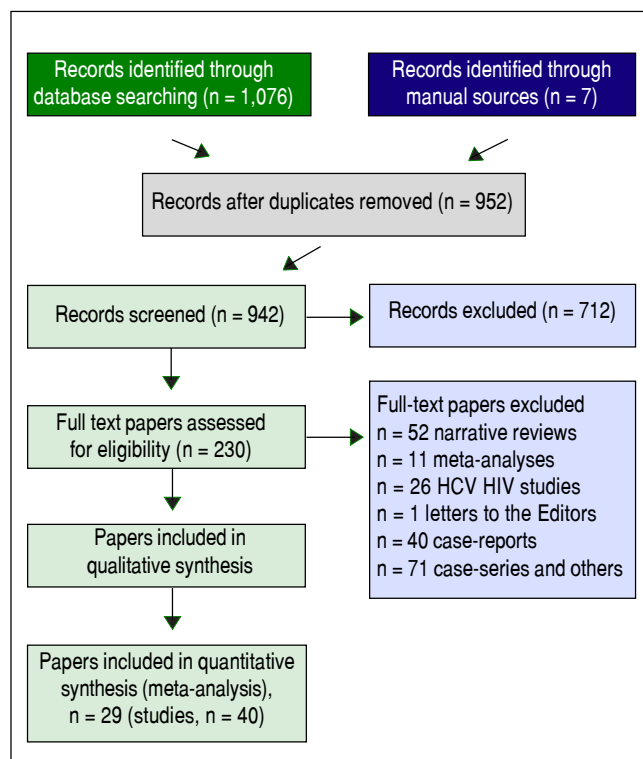 Records identified through
database searching (n = 1,076)
Records identified through
manual sources (n = 7)
Records after duplicates removed (n = 952)
Records screened (n = 942)
Records excluded (n = 712)
Full text papers assessed
for eligibility (n = 230)
Full-text papers excluded
n = 52 narrative reviews
n = 11 meta-analyses
n = 26 HCV HIV studies
n = 1 letters to the Editors
n = 40 case-reports
n = 71 case-series and others
Papers included in
qualitative synthesis
Papers included in quantitative
synthesis (meta-analysis),
n = 29 (studies, n = 40)